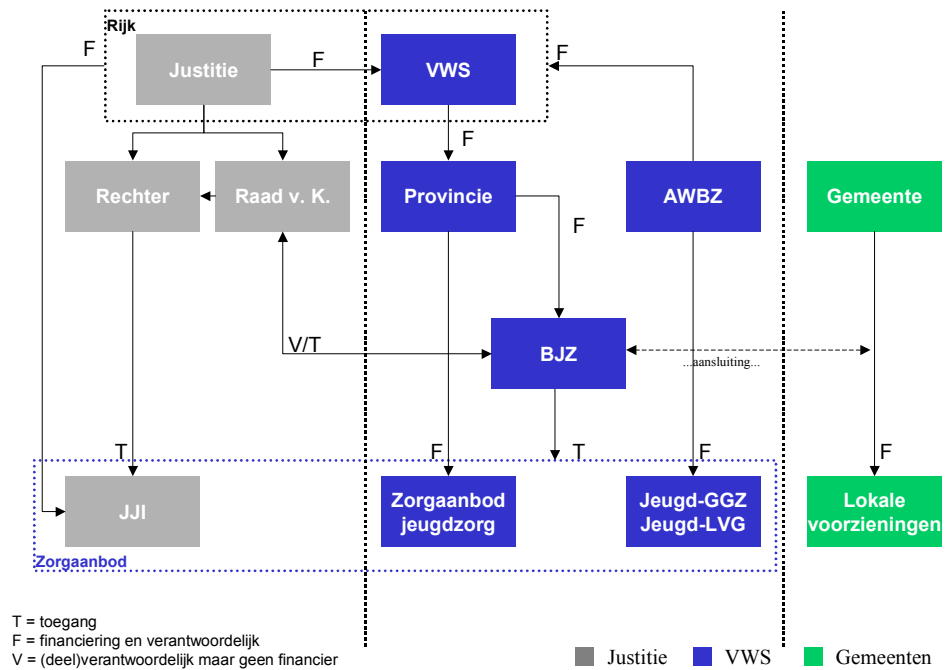 Rijk
F
Justitie
F
VWS
F
Rechter
Raad v. K.
Provincie
AWBZ
Gemeente
F
V/T
BJZ
...aansluiting...
T
F
T
F
F
JJI
Zorgaanbod
jeugdzorg
Jeugd-GGZ
Jeugd-LVG
Lokale
voorzieningen
Zorgaanbod
T = toegang
F = financiering en verantwoordelijk
V = (deel)verantwoordelijk maar geen financier
Justitie
VWS
Gemeenten